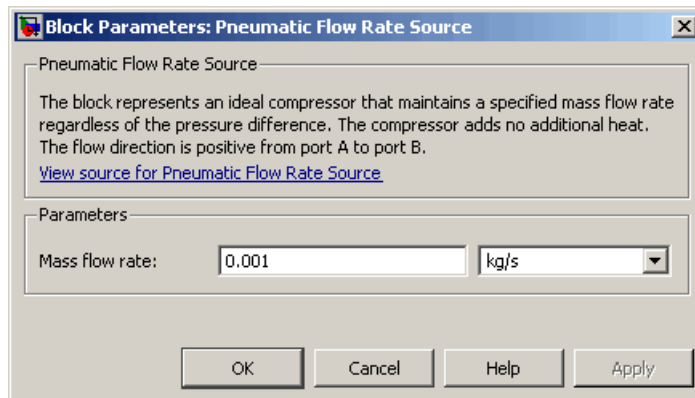 Block Parameters: Pneumatic Flow Rate Source
Pneumatic Flow Rate Source
The block represents an ideal compressor that maintains a specified mass flow rate
regardless of the pressure difference. The compressor adds no additional heat.
The flow direction is positive from port A to port B.
View source for Pneumatic Flow Rate Source
Parameters
Mass flow rate: 0.001 kg/s
OK Cancel Help Apply